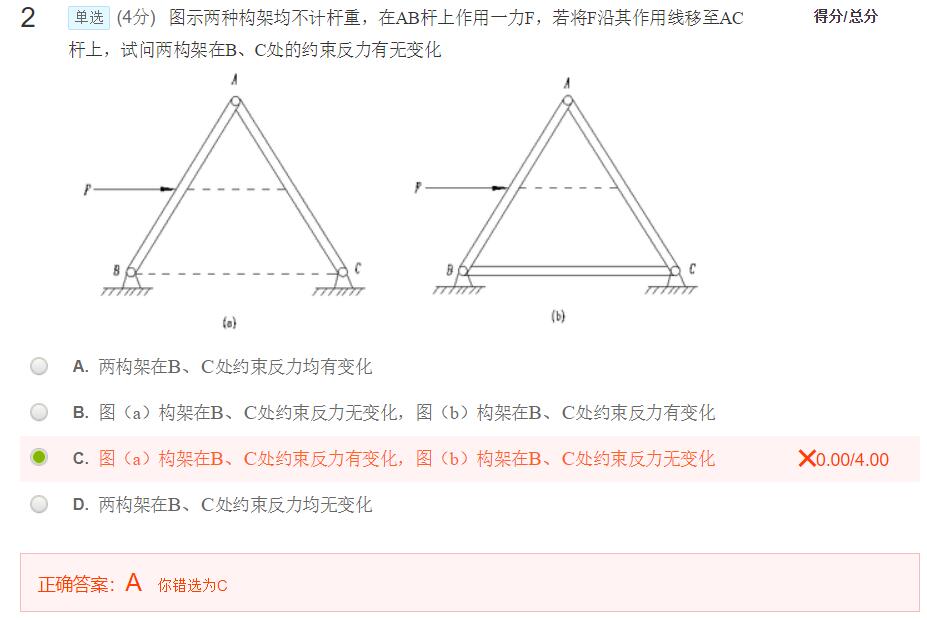 2 单选 (4分) 图示两种构架均不计杆重，在AB杆上作用一力F，若将F沿其作用线移至AC 得分/总分
杆上，试问两构架在B、C处的约束反力有无变化
A A
F F
B C B C
(a) (b)
A. 两构架在B、C处约束反力均有变化
B. 图（a）构架在B、C处约束反力无变化，图（b）构架在B、C处约束反力有变化
C. 图（a）构架在B、C处约束反力有变化，图（b）构架在B、C处约束反力无变化 ✕0.00/4.00
D. 两构架在B、C处约束反力均无变化
正确答案：A 你错选为C